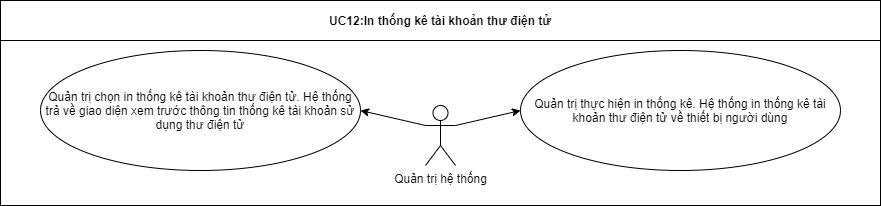 UC12:In thống kê tài khoản thư điện tử
Quản trị chọn in thống kê tài khoản thư điện tử. Hệ thống
trả về giao diện xem trước thông tin thống kê tài khoản sử
dụng thư điện tử
Quản trị thực hiện in thống kê. Hệ thống in thống kê tài
khoản thư điện tử về thiết bị người dùng
Quản trị hệ thống